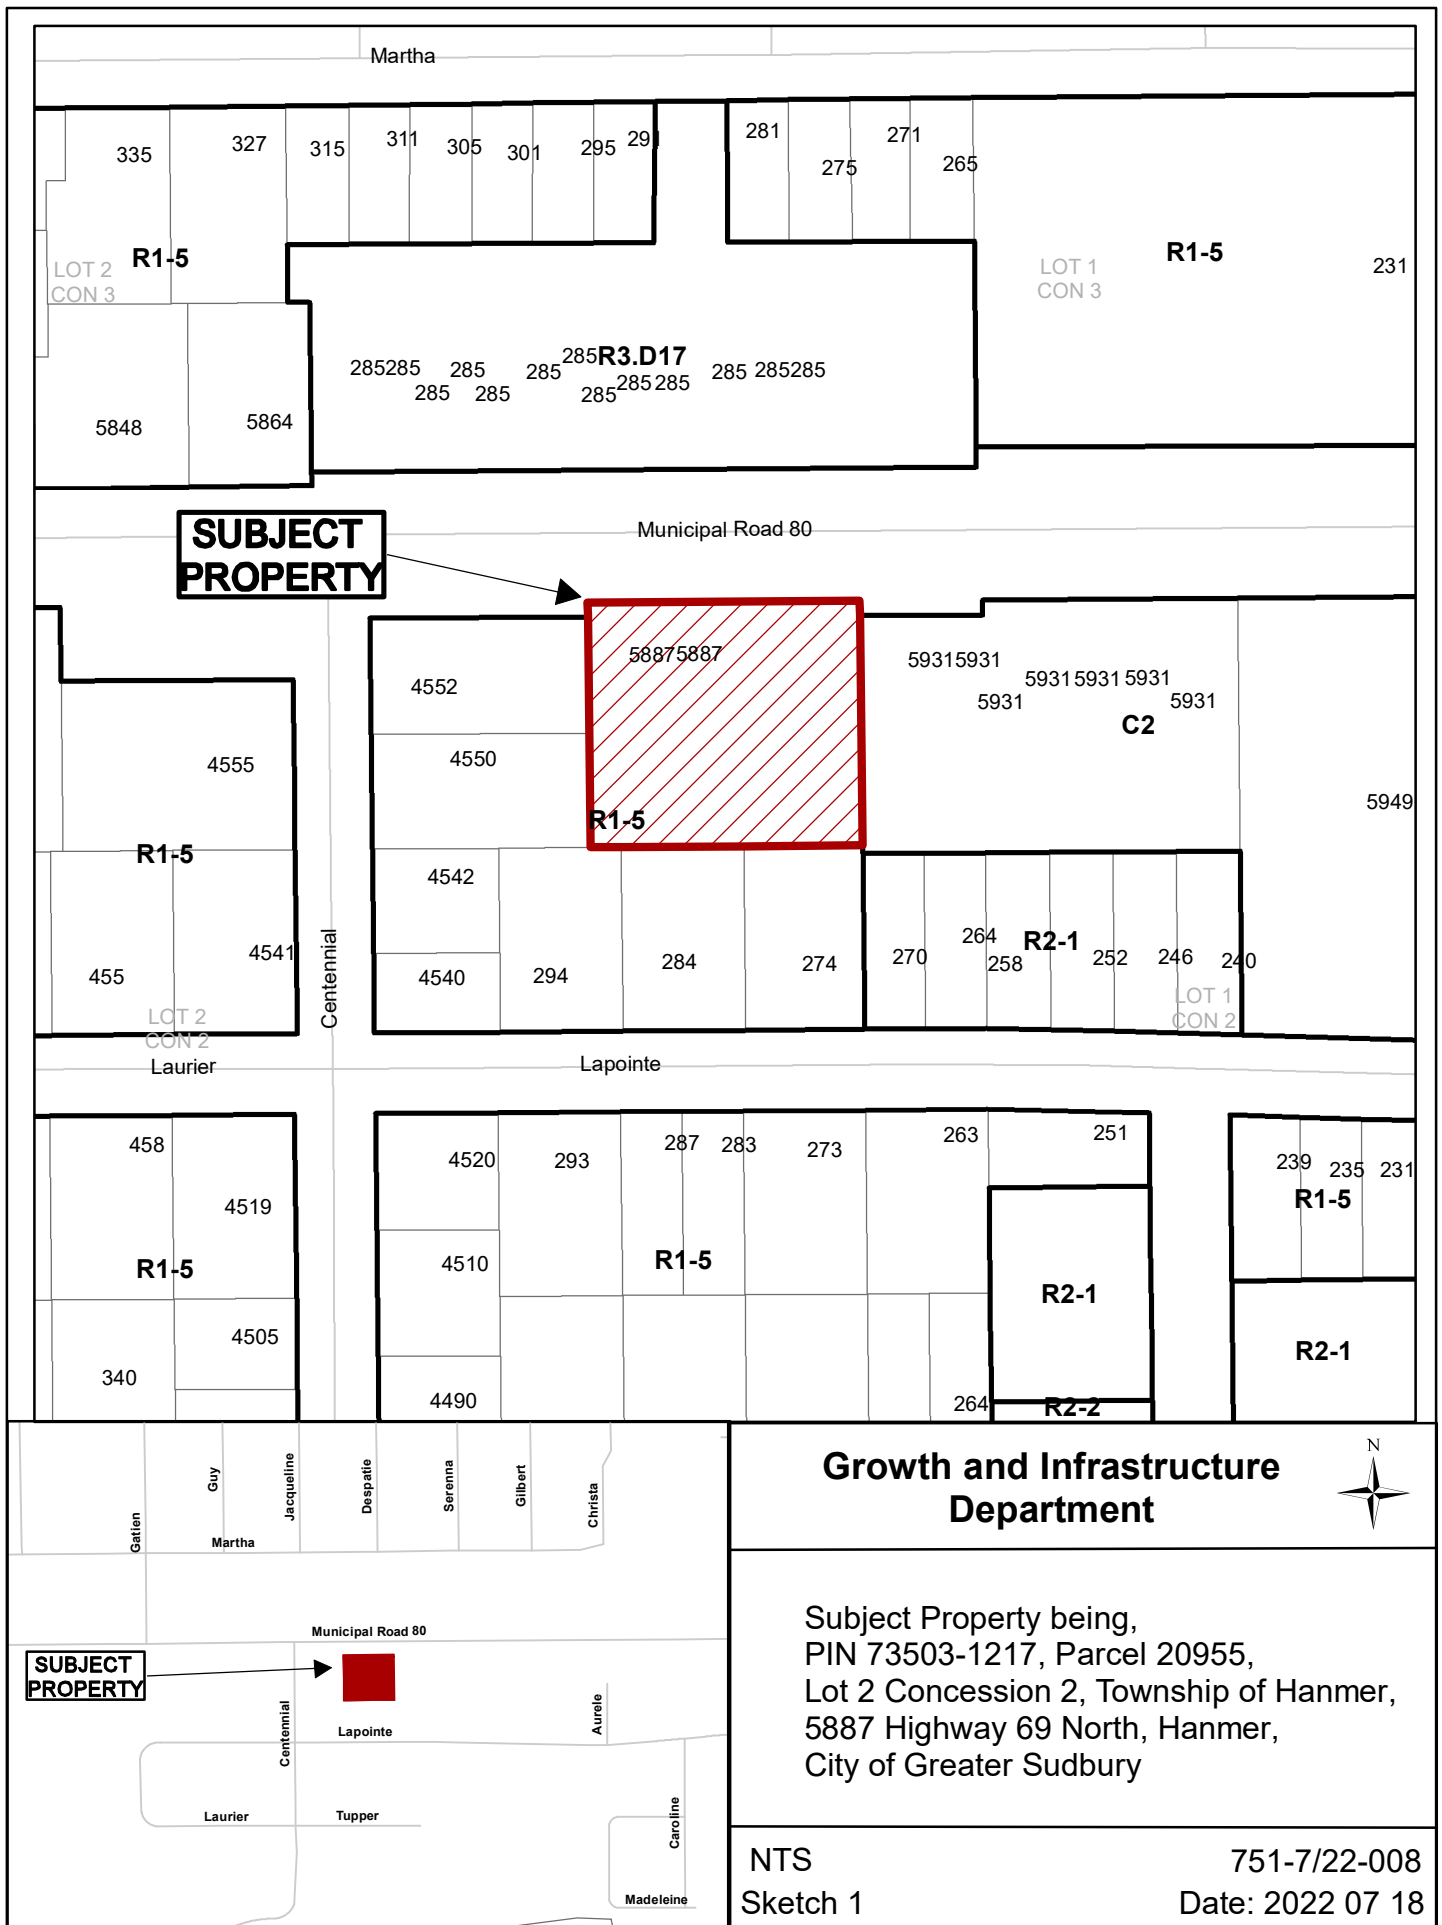 Martha
335
327
315
311
305
301
295
291
281
275
271
265
R1-5
LOT 2
CON 3
LOT 1
CON 3
R1-5
231
285285
285
285
285
285
285
R3.D17
285
285
285
285
285285
5848
5864
Municipal Road 80
SUBJECT
PROPERTY
58875887
4552
4550
R1-5
59315931
5931
5931
5931
5931
5931
C2
5949
4555
R1-5
4542
455
4541
4540
294
284
274
270
264
258
R2-1
252
246
240
LOT 1
CON 2
LOT 2
CON 2
Centennial
Laurier
Lapointe
458
4519
R1-5
4505
340
4520
293
287
283
273
263
251
4510
R1-5
4490
264
R2-1
R2-2
239
235
231
R1-5
R2-1
Gatien
Guy
Jacqueline
Despatie
Serenna
Gilbert
Christa
Martha
Municipal Road 80
SUBJECT
PROPERTY
Centennial
Lapointe
Aurele
Laurier
Tupper
Caroline
Madeleine
Growth and Infrastructure
Department
N
Subject Property being,
PIN 73503-1217, Parcel 20955,
Lot 2 Concession 2, Township of Hanmer,
5887 Highway 69 North, Hanmer,
City of Greater Sudbury
NTS
751-7/22-008
Sketch 1
Date: 2022 07 18